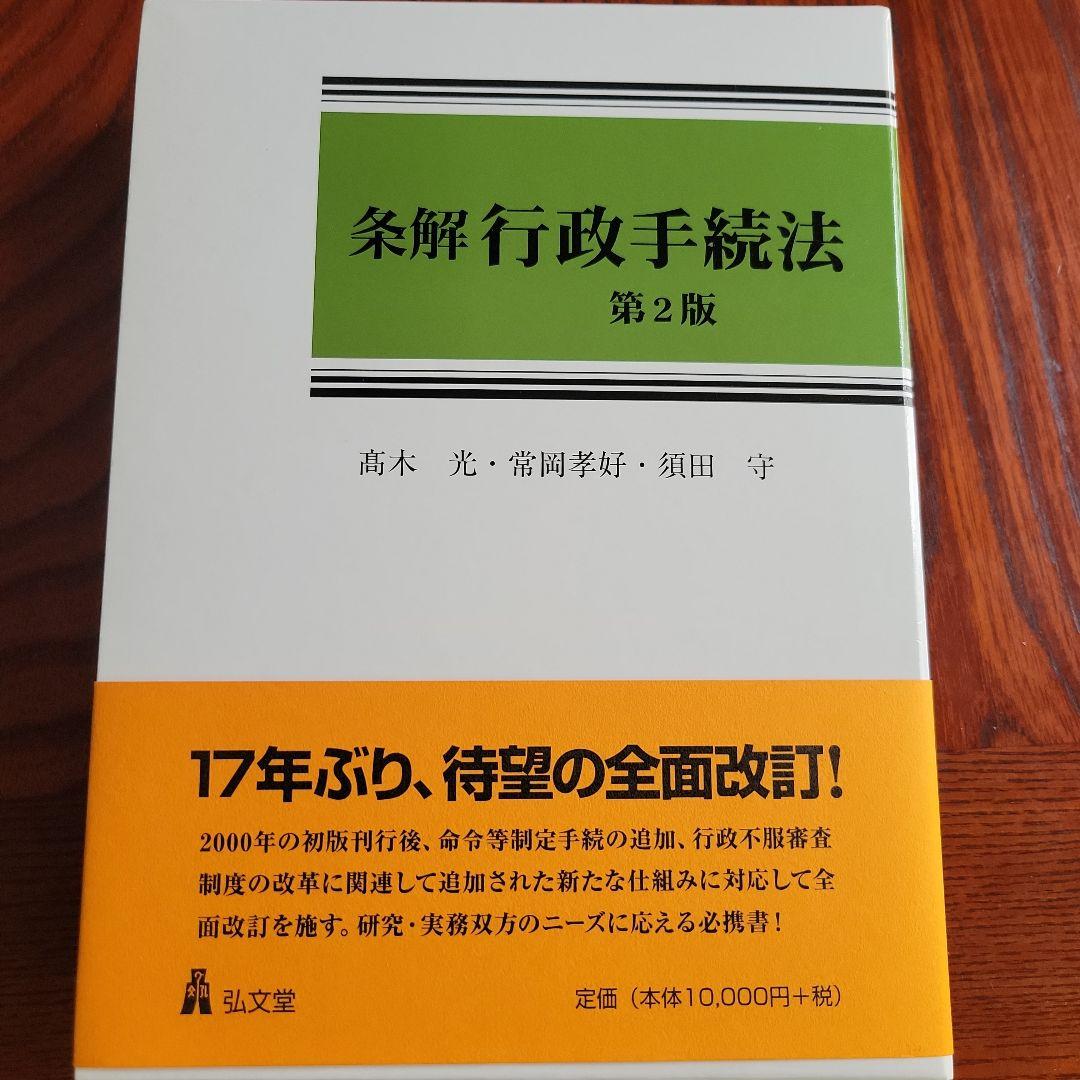 条解 行政手続法
第2版
髙木　光・常岡孝好・須田　守
17年ぶり、待望の全面改訂！
2000年の初版刊行後、命令等制定手続の追加、行政不服審査
制度の改革に関連して追加された新たな仕組みに対応して全
面改訂を施す。研究・実務双方のニーズに応える必携書！
弘文堂
定価（本体10,000円+税）